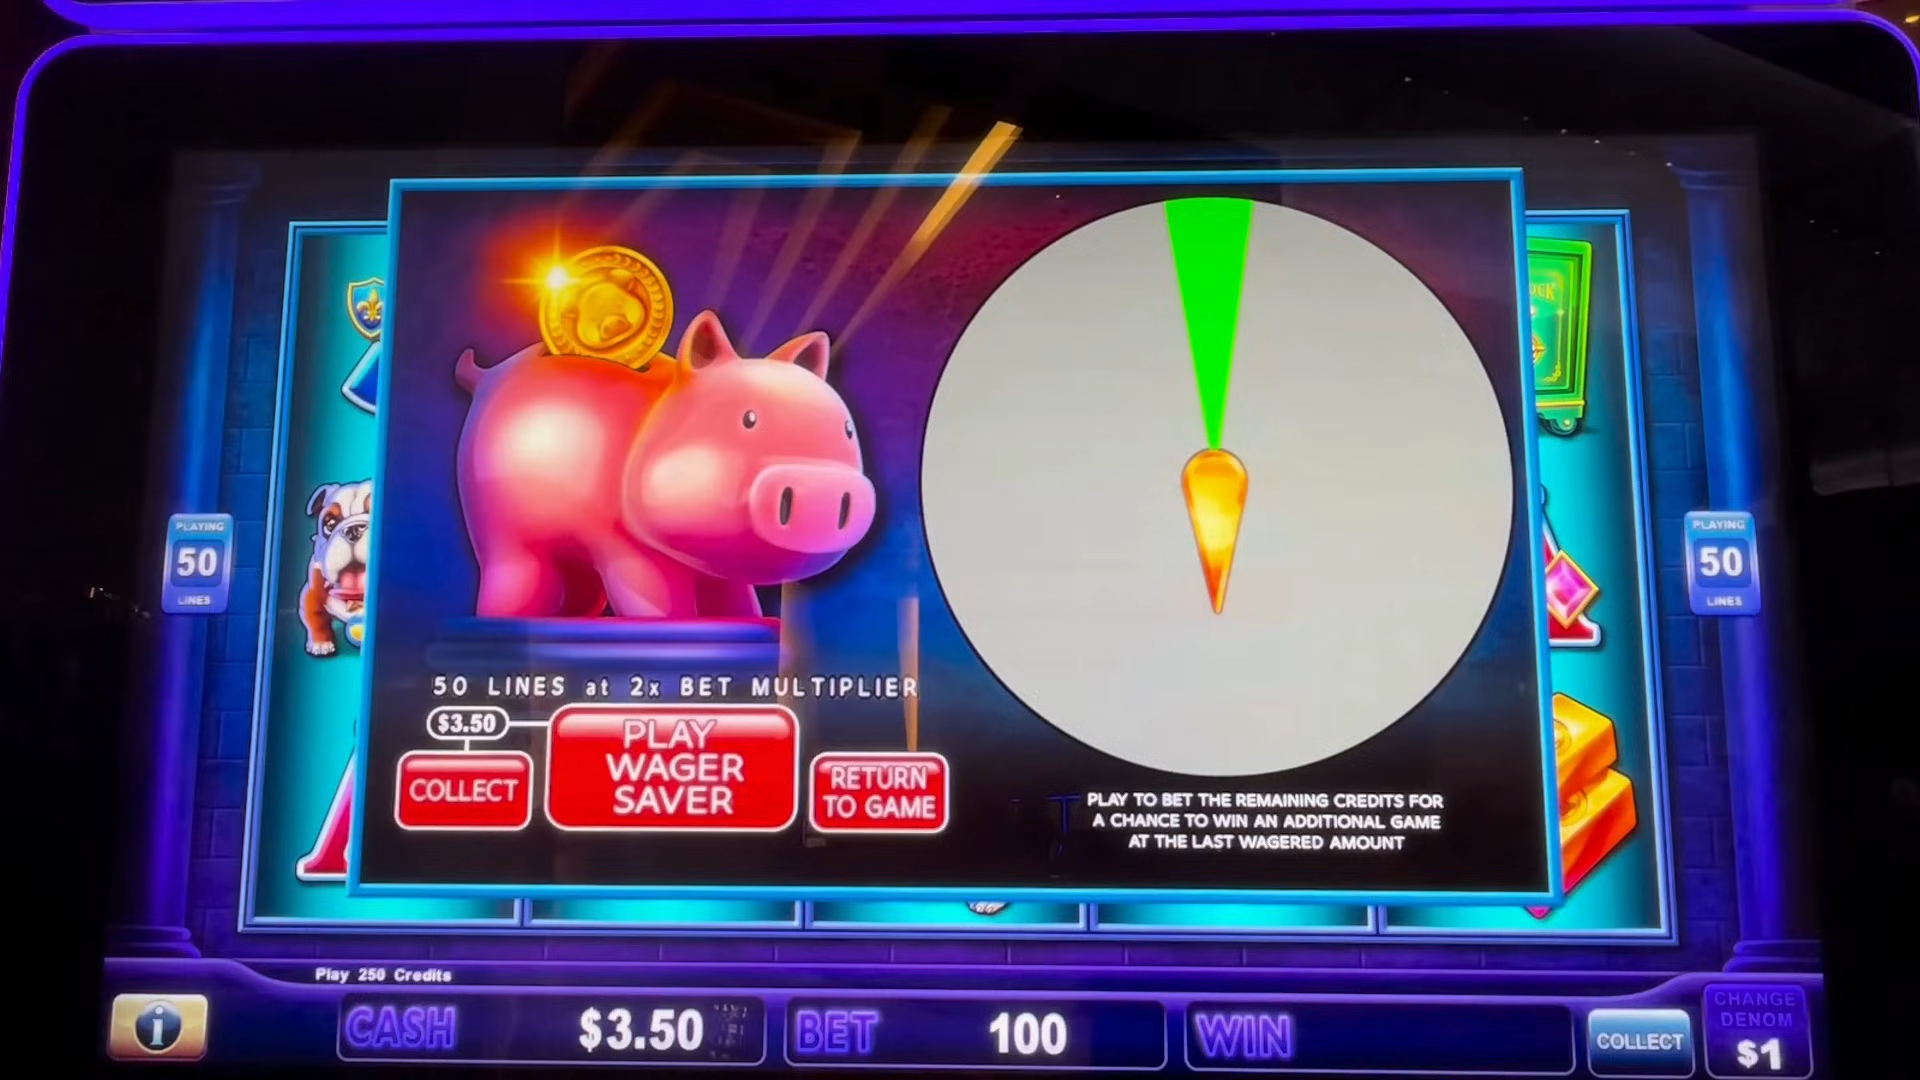 PLAYING
50
LINES
PLAYING
50
LINES
50 LINES at 2x BET MULTIPLIER
$3.50
COLLECT
PLAY
WAGER
SAVER
RETURN
TO GAME
PLAY TO BET THE REMAINING CREDITS FOR
A CHANCE TO WIN AN ADDITIONAL GAME
AT THE LAST WAGERED AMOUNT
Play 250 Credits
CASH $3.50
BET 100
WIN
COLLECT
CHANGE
DENOM
$1